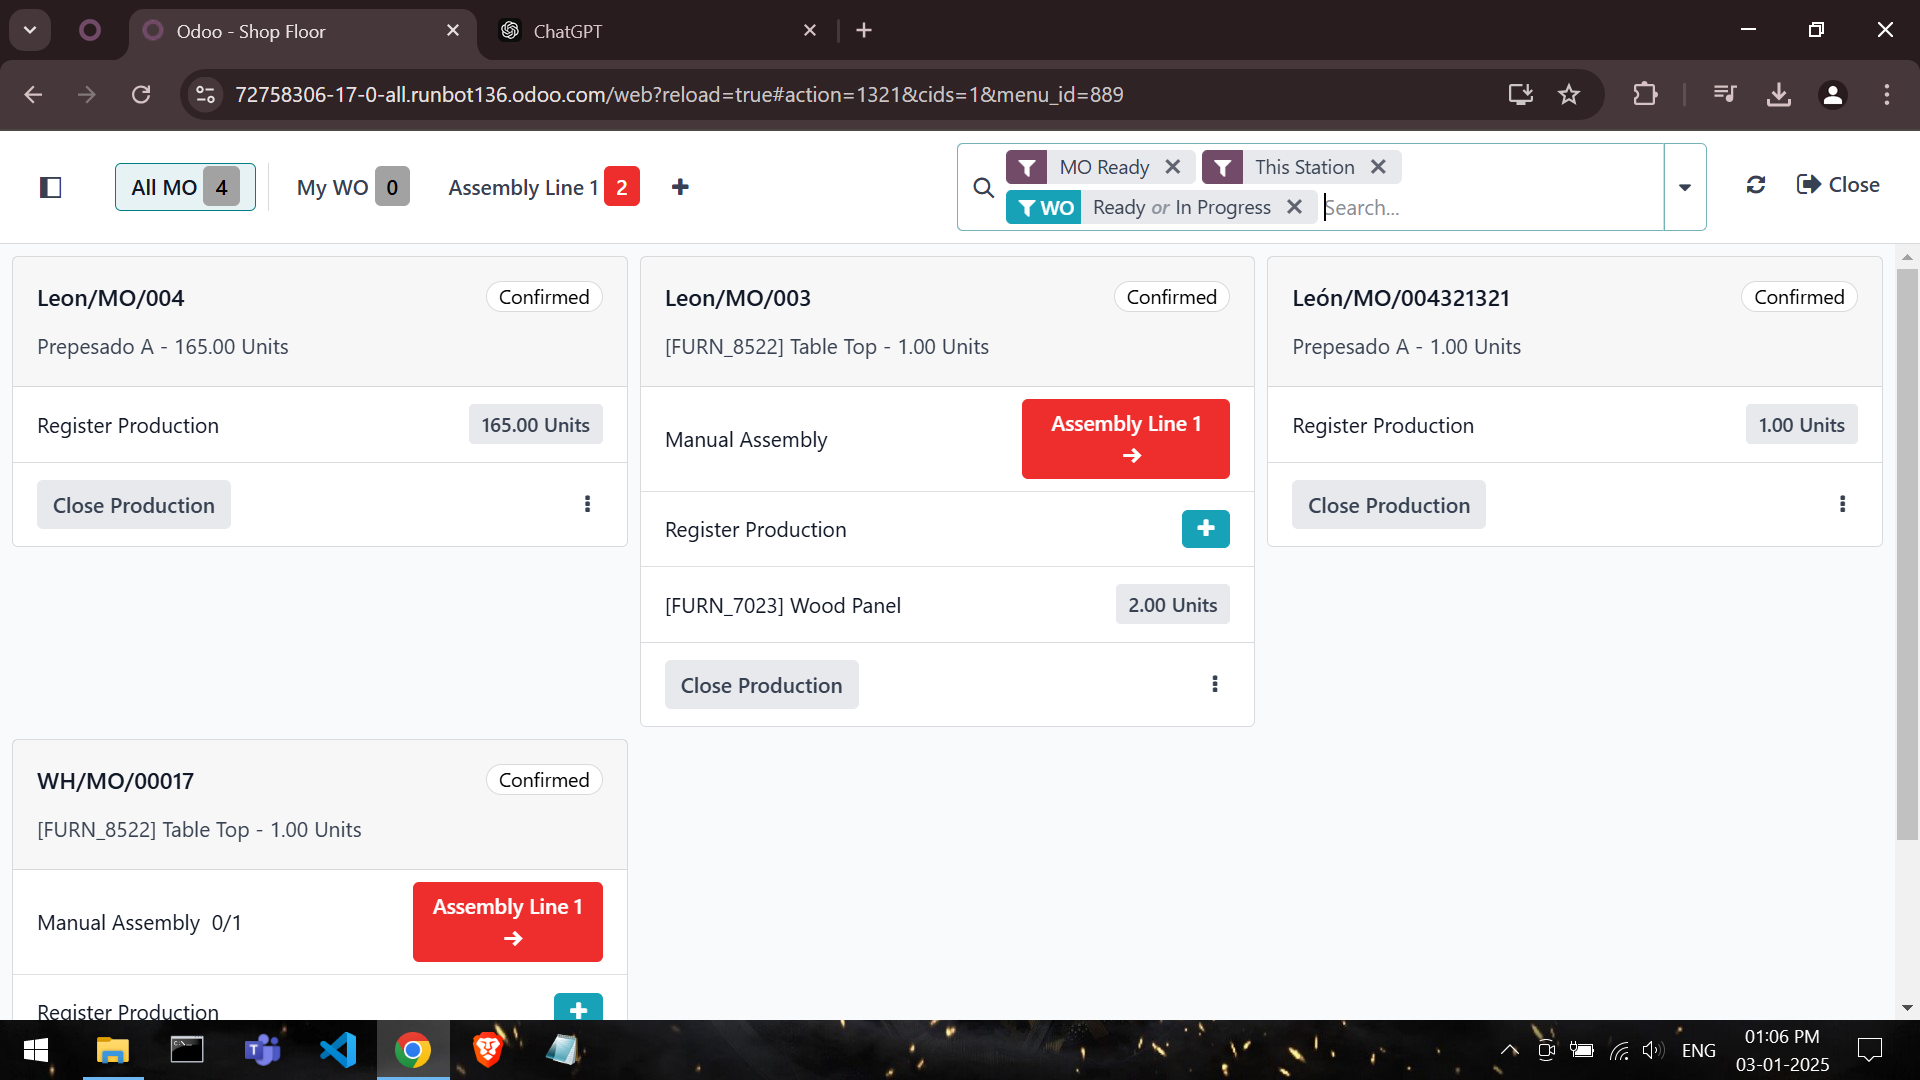 Odoo - Shop Floor
ChatGPT
72758306-17-0-all.runbot136.odoo.com/web?reload=true#action=1321&cids=1&menu_id=889
All MO 4
My WO 0
Assembly Line 1 2
MO Ready
This Station
WO Ready or In Progress
Search...
Close
Leon/MO/004
Confirmed
Prepesado A - 165.00 Units
Register Production
165.00 Units
Close Production
Leon/MO/003
Confirmed
[FURN_8522] Table Top - 1.00 Units
Manual Assembly
Assembly Line 1
Register Production
[FURN_7023] Wood Panel
2.00 Units
Close Production
León/MO/004321321
Confirmed
Prepesado A - 1.00 Units
Register Production
1.00 Units
Close Production
WH/MO/00017
Confirmed
[FURN_8522] Table Top - 1.00 Units
Manual Assembly 0/1
Assembly Line 1
Register Production
ENG
01:06 PM
03-01-2025